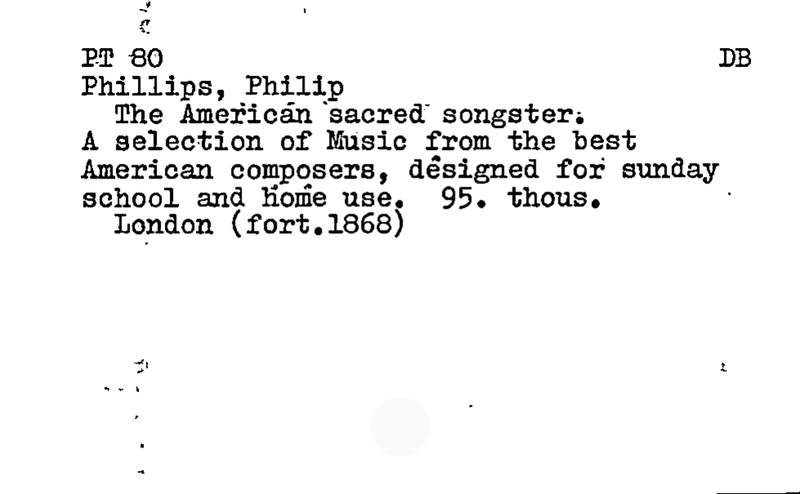 PT 80 DB
Phillips, Philip
The American sacred songster.
A selection of Music from the best
American composers, designed for sunday
school and home use. 95. thous.
London (fort.1868)